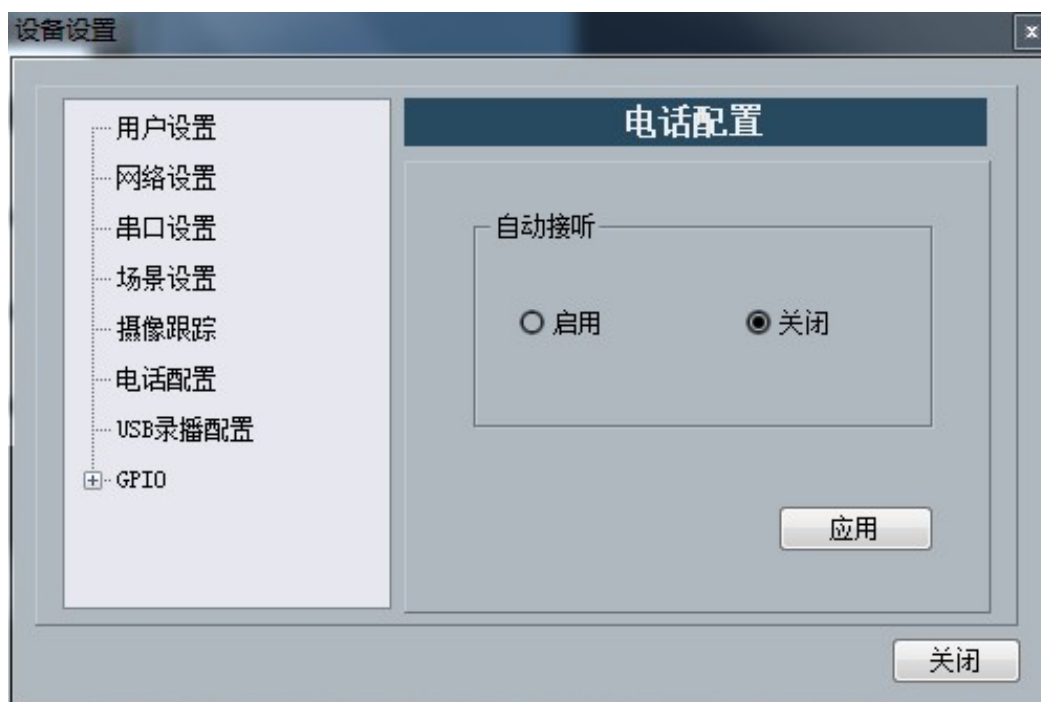 设备设置
用户设置
网络设置
串口设置
场景设置
摄像跟踪
电话配置
USB录播配置
GPIO
电话配置
自动接听
启用
关闭
应用
关闭